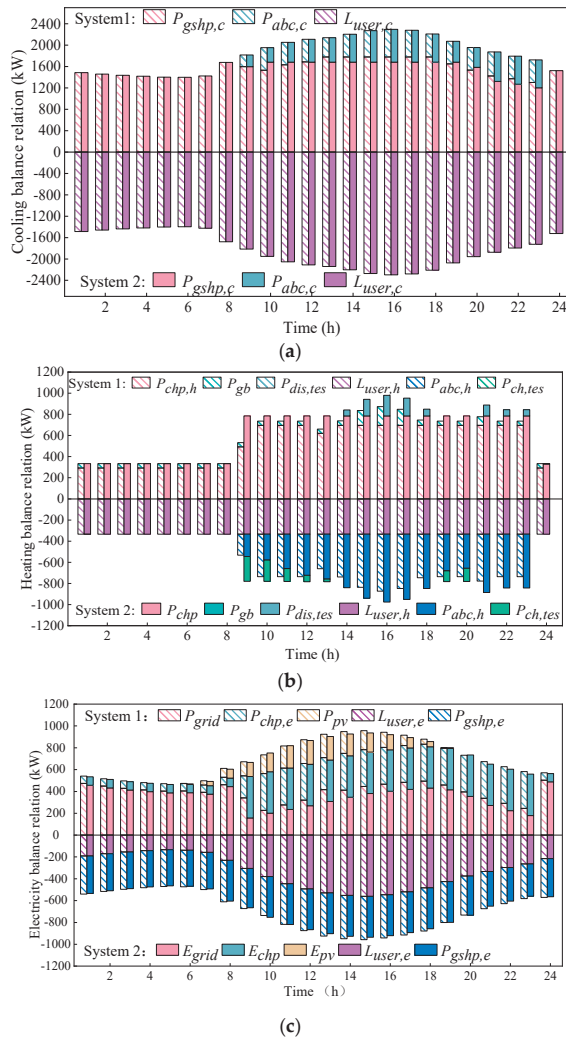 System1: P_gshp,c P_abc,c L_user,c
2400
2000
1600
1200
800
400
0
-400
-800
-1200
-1600
-2000
-2400
Cooling balance relation (kW)
System 2: P_gshp,c P_abc,c L_user,c
2 4 6 8 10 12 14 16 18 20 22 24
Time (h)
(a)
1200
1000
800
600
400
200
0
-200
-400
-600
-800
-1000
-1200
Heating balance relation (kW)
System 1: P_chp,h P_gb P_dis,tes L_user,h P_abc,h P_ch,tes
System 2: P_chp P_gb P_dis,tes L_user,h P_abc,h P_ch,tes
2 4 6 8 10 12 14 16 18 20 22 24
Time (h)
(b)
1200
1000
800
600
400
200
0
-200
-400
-600
-800
-1000
1200
Electricity balance relation (kW)
System 1： P_grid P_chp,e P_pv L_user,e P_gshp,e
System 2： E_grid E_chp E_pv L_user,e P_gshp,e
2 4 6 8 10 12 14 16 18 20 22 24
Time （h）
(c)